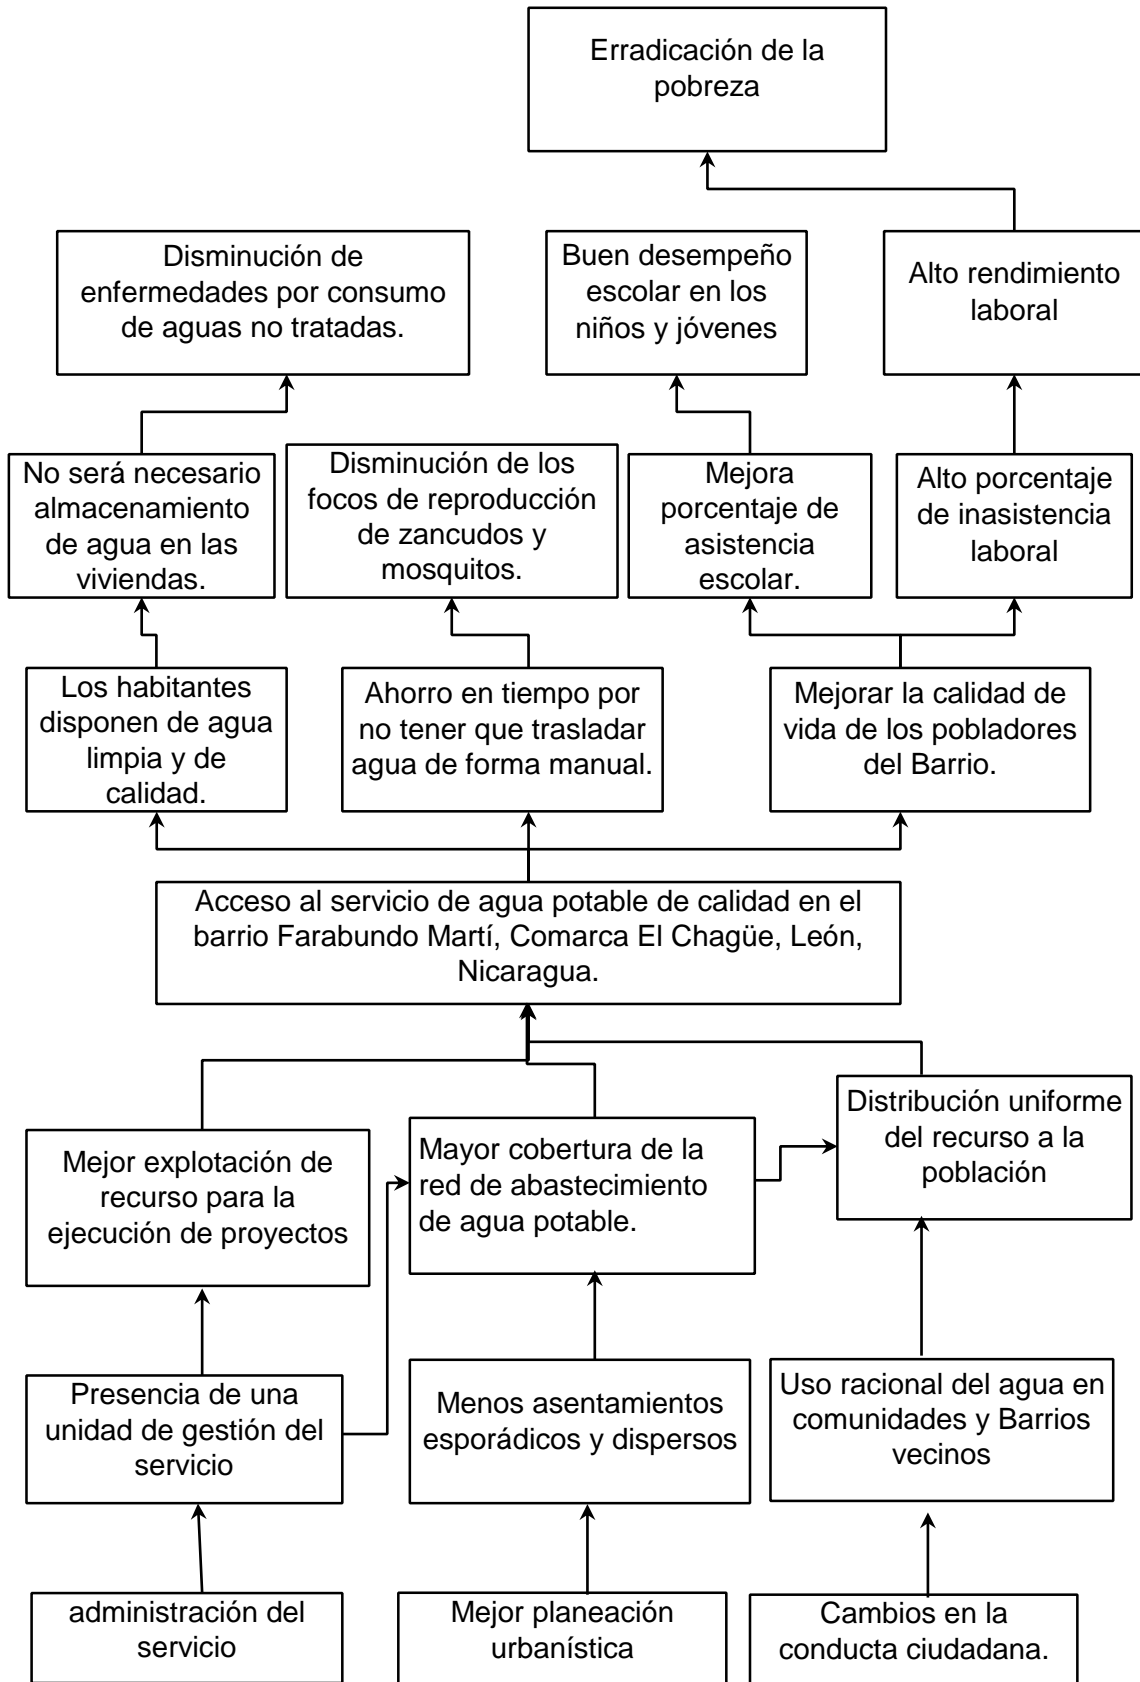 Erradicación de la
pobreza
Disminución de
enfermedades por consumo
de aguas no tratadas.
Buen desempeño
escolar en los
niños y jóvenes
Alto rendimiento
laboral
No será necesario
almacenamiento
de agua en las
viviendas.
Disminución de los
focos de reproducción
de zancudos y
mosquitos.
Mejora
porcentaje de
asistencia
escolar.
Alto porcentaje
de inasistencia
laboral
Los habitantes
disponen de agua
limpia y de
calidad.
Ahorro en tiempo por
no tener que trasladar
agua de forma manual.
Mejorar la calidad de
vida de los pobladores
del Barrio.
Acceso al servicio de agua potable de calidad en el
barrio Farabundo Martí, Comarca El Chagüe, León,
Nicaragua.
Mejor explotación de
recurso para la
ejecución de proyectos
Mayor cobertura de la
red de abastecimiento
de agua potable.
Distribución uniforme
del recurso a la
población
Presencia de una
unidad de gestión del
servicio
Menos asentamientos
esporádicos y dispersos
Uso racional del agua en
comunidades y Barrios
vecinos
administración del
servicio
Mejor planeación
urbanística
Cambios en la
conducta ciudadana.